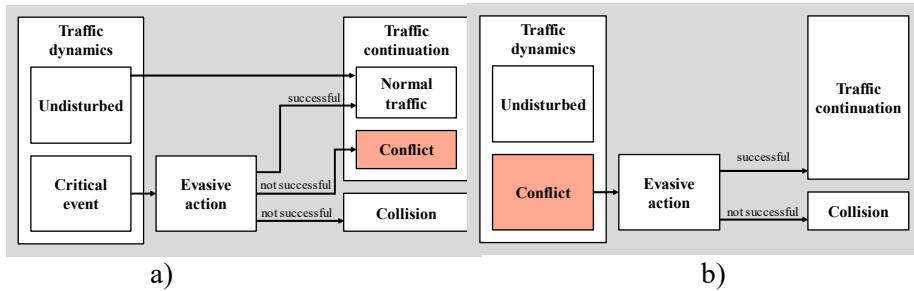 Traffic
dynamics
Undisturbed
Critical
event
Evasive
action
successful
not successful
not successful
Traffic
continuation
Normal
traffic
Conflict
Collision
a)
Traffic
dynamics
Undisturbed
Conflict
Evasive
action
successful
not successful
Traffic
continuation
Collision
b)